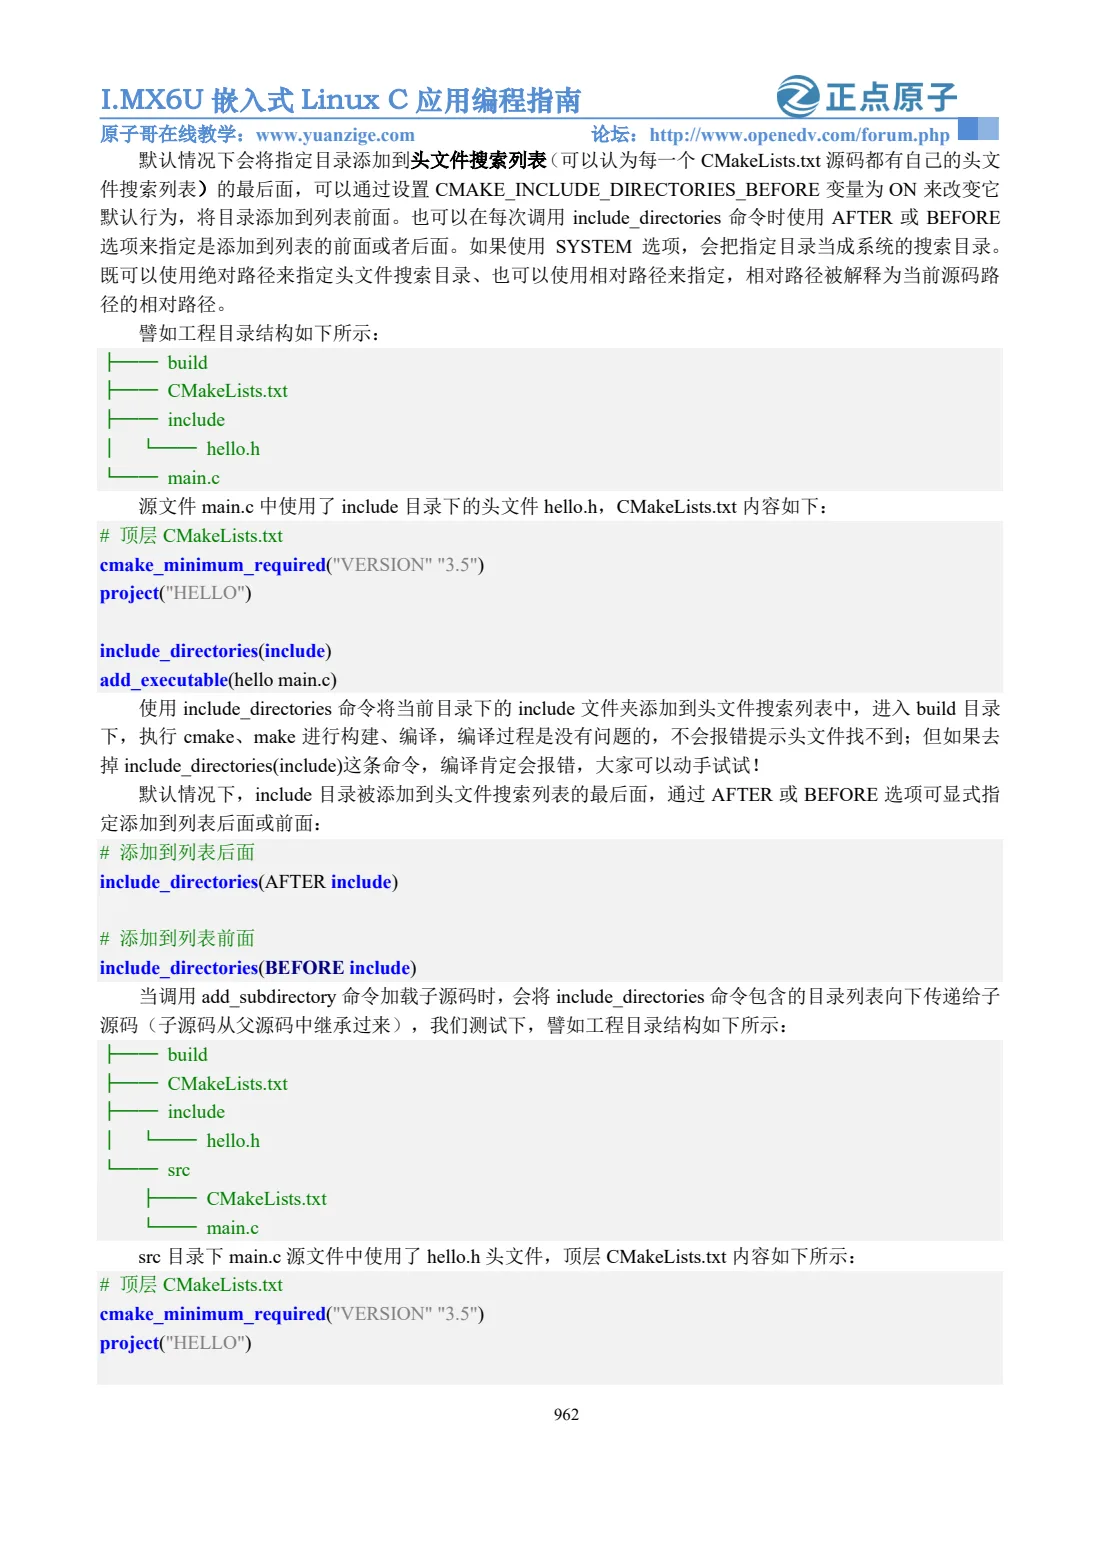 I.MX6U 嵌入式 Linux C 应用编程指南
正点原子
原子哥在线教学：www.yuanzige.com 论坛：http://www.openedv.com/forum.php
默认情况下会将指定目录添加到头文件搜索列表（可以认为每一个 CMakeLists.txt 源码都有自己的头文
件搜索列表）的最后面，可以通过设置 CMAKE_INCLUDE_DIRECTORIES_BEFORE 变量为 ON 来改变它
默认行为，将目录添加到列表前面。也可以在每次调用 include_directories 命令时使用 AFTER 或 BEFORE
选项来指定是添加到列表的前面或者后面。如果使用 SYSTEM 选项，会把指定目录当成系统的搜索目录。
既可以使用绝对路径来指定头文件搜索目录、也可以使用相对路径来指定，相对路径被解释为当前源码路
径的相对路径。
譬如工程目录结构如下所示：
├── build
├── CMakeLists.txt
├── include
│   └── hello.h
└── main.c
源文件 main.c 中使用了 include 目录下的头文件 hello.h，CMakeLists.txt 内容如下：
# 顶层 CMakeLists.txt
cmake_minimum_required("VERSION" "3.5")
project("HELLO")
include_directories(include)
add_executable(hello main.c)
使用 include_directories 命令将当前目录下的 include 文件夹添加到头文件搜索列表中，进入 build 目录
下，执行 cmake、make 进行构建、编译，编译过程是没有问题的，不会报错提示头文件找不到；但如果去
掉 include_directories(include)这条命令，编译肯定会报错，大家可以动手试试！
默认情况下，include 目录被添加到头文件搜索列表的最后面，通过 AFTER 或 BEFORE 选项可显式指
定添加到列表后面或前面：
# 添加到列表后面
include_directories(AFTER include)
# 添加到列表前面
include_directories(BEFORE include)
当调用 add_subdirectory 命令加载子源码时，会将 include_directories 命令包含的目录列表向下传递给子
源码（子源码从父源码中继承过来），我们测试下，譬如工程目录结构如下所示：
├── build
├── CMakeLists.txt
├── include
│   └── hello.h
└── src
    ├── CMakeLists.txt
    └── main.c
src 目录下 main.c 源文件中使用了 hello.h 头文件，顶层 CMakeLists.txt 内容如下所示：
# 顶层 CMakeLists.txt
cmake_minimum_required("VERSION" "3.5")
project("HELLO")
962